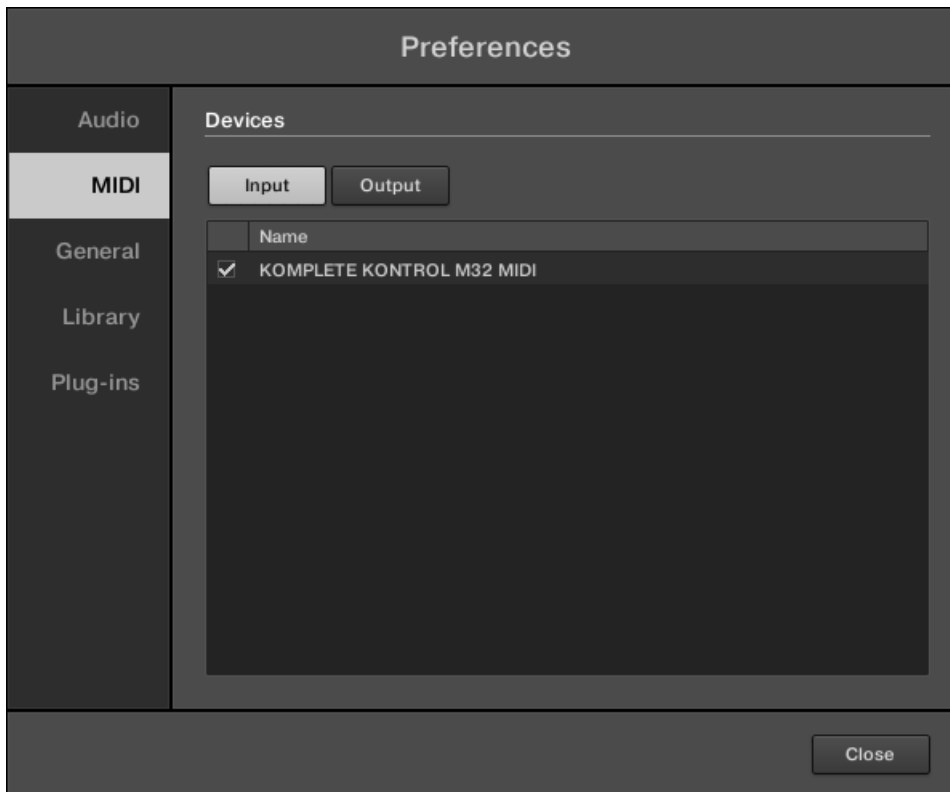 Preferences
Audio
MIDI
General
Library
Plug-ins
Devices
Input Output
Name
KOMPLETE KONTROL M32 MIDI
Close